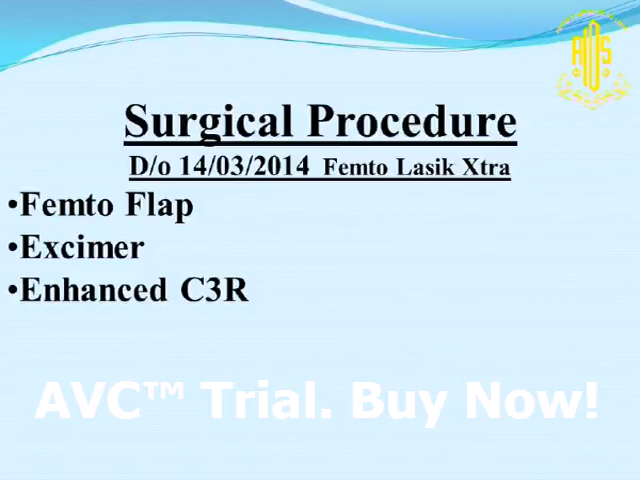 Surgical Procedure
D/o 14/03/2014 Femto Lasik Xtra
•Femto Flap
•Excimer
•Enhanced C3R
AVC™ Trial. Buy Now!